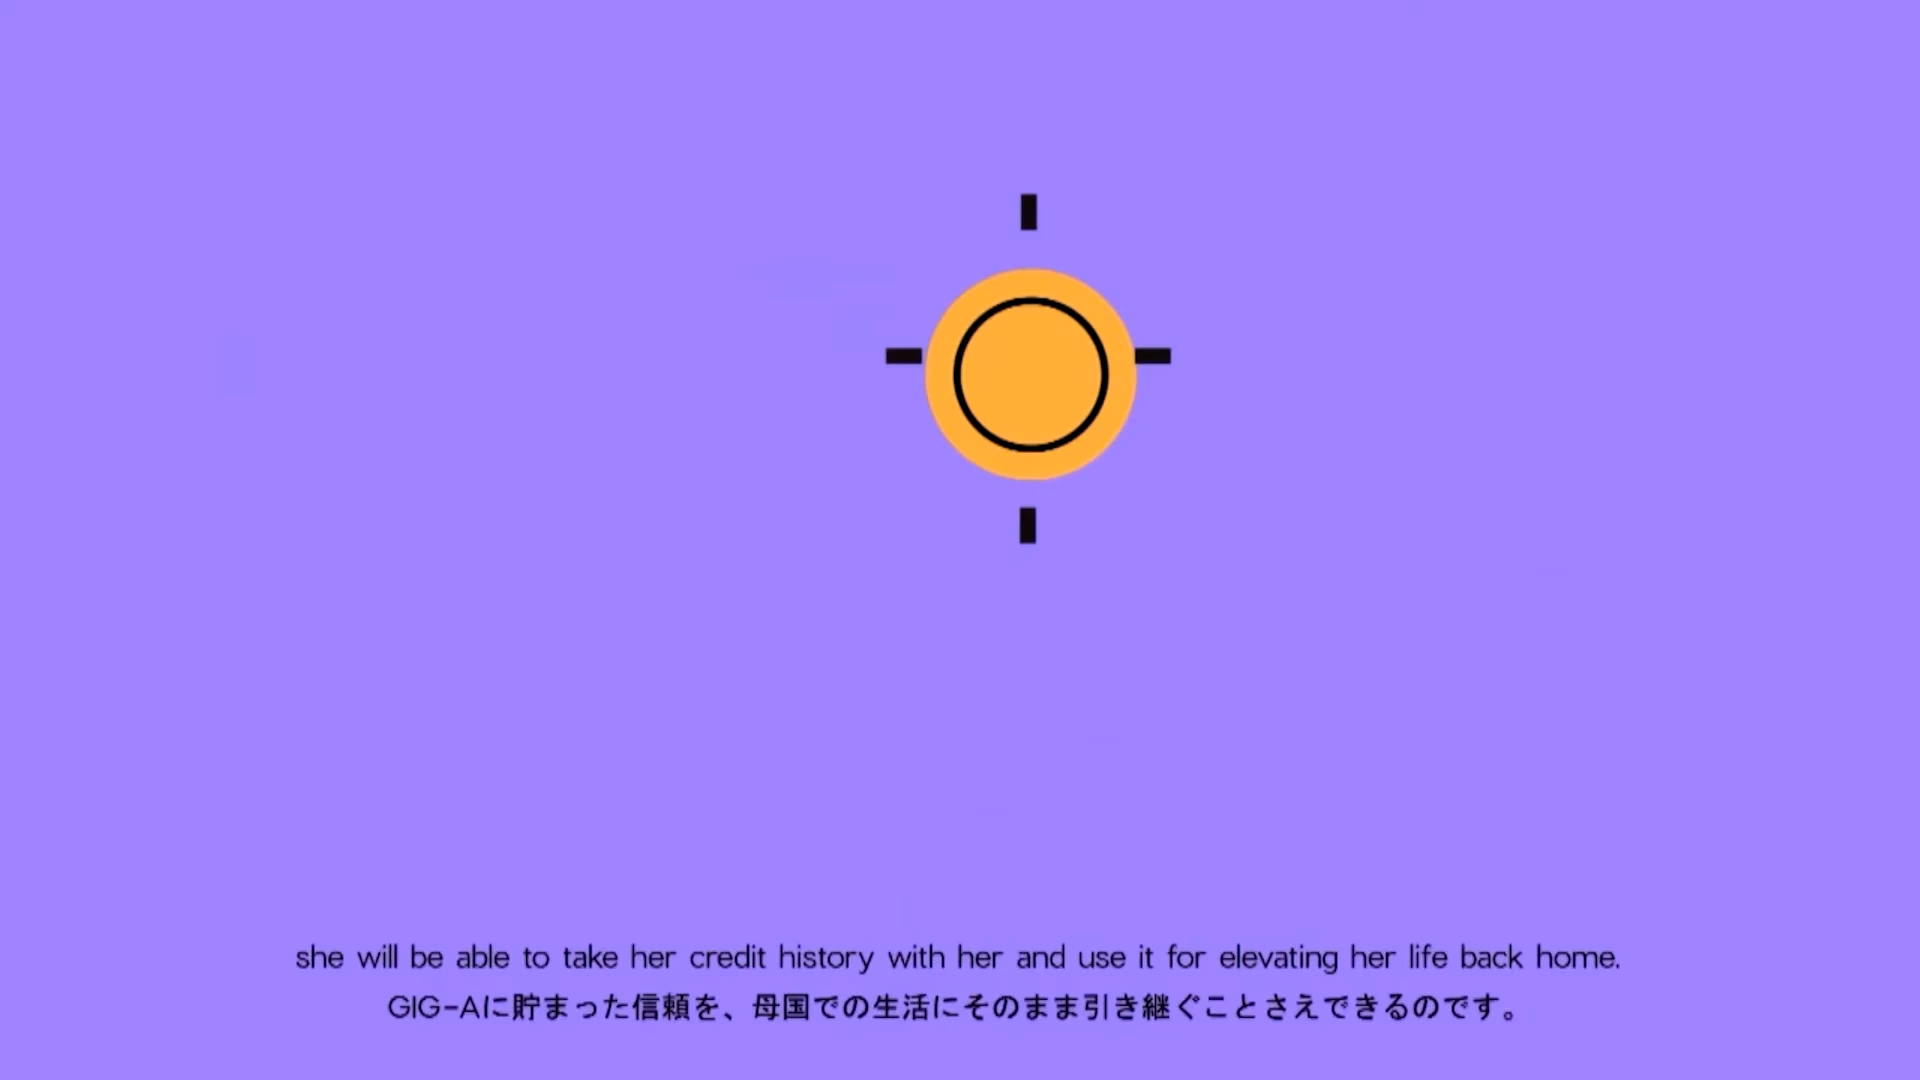 she will be able to take her credit history with her and use it for elevating her life back home.
GIG-Aに貯まった信頼を、母国での生活にそのまま引き継ぐことさえできるのです。